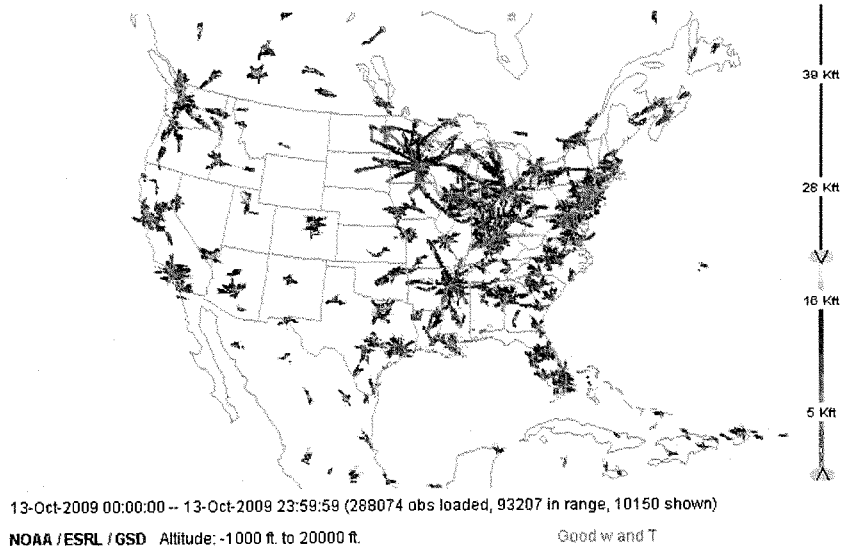 39 Kft
28 Kft
16 Kft
5 Kft
13-Oct-2009 00:00:00 -- 13-Oct-2009 23:59:59 (288074 obs loaded, 93207 in range, 10150 shown)
NOAA / ESRL / GSD Altitude: -1000 ft. to 20000 ft. Good w and T